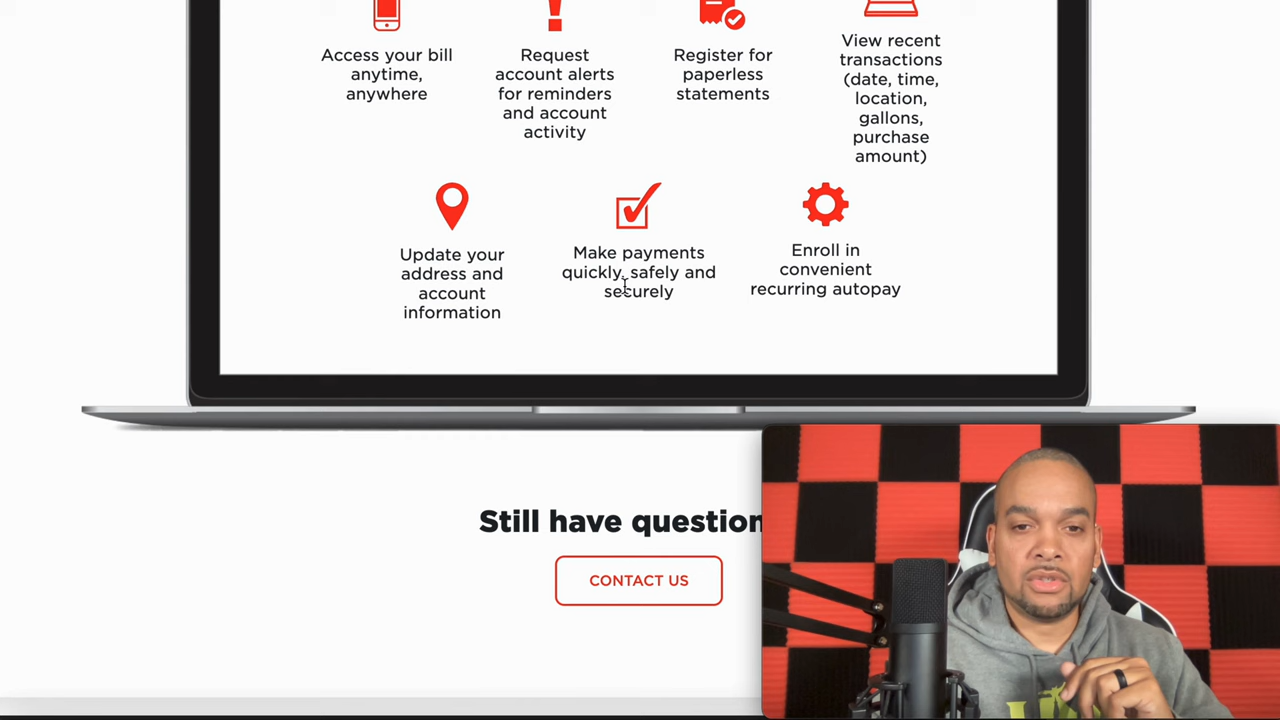 Access your bill
anytime,
anywhere
Request
account alerts
for reminders
and account
activity
Register for
paperless
statements
View recent
transactions
(date, time,
location,
gallons,
purchase
amount)
Update your
address and
account
information
Make payments
quickly, safely and
securely
Enroll in
convenient
recurring autopay
Still have question
CONTACT US